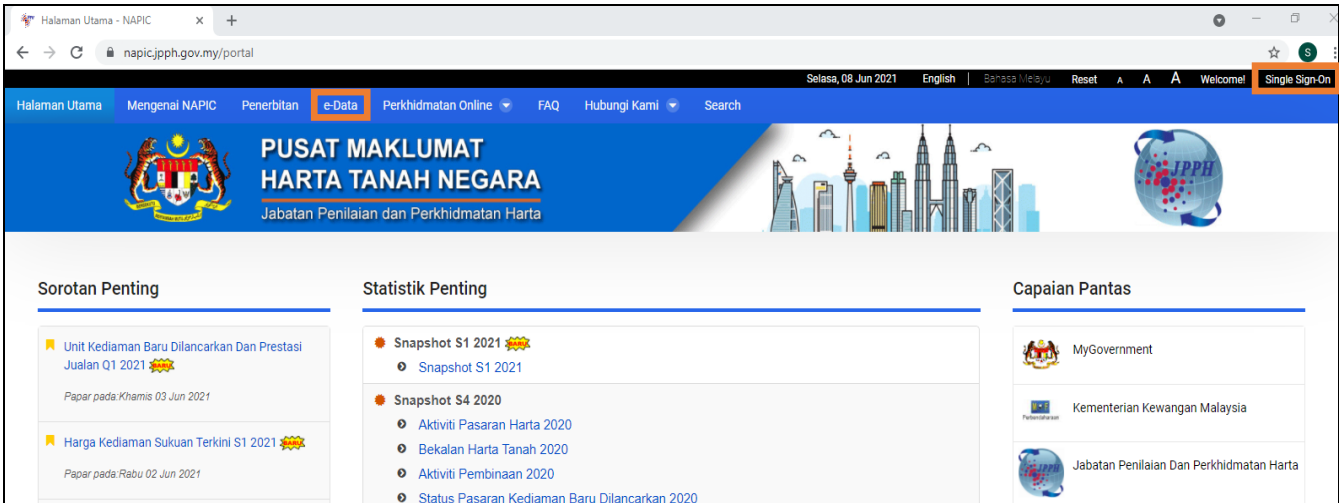 Halaman Utama - NAPIC
napic.jpph.gov.my/portal
S
Selasa, 08 Jun 2021 English | Bahasa Melayu Reset A A A Welcome! Single Sign-On
Halaman Utama Mengenai NAPIC Penerbitan e-Data Perkhidmatan Online FAQ Hubungi Kami Search
PUSAT MAKLUMAT
HARTA TANAH NEGARA
Jabatan Penilaian dan Perkhidmatan Harta
JPPH
Sorotan Penting
Unit Kediaman Baru Dilancarkan Dan Prestasi
Jualan Q1 2021 BARU
Papar pada:Khamis 03 Jun 2021
Harga Kediaman Sukuan Terkini S1 2021 BARU
Papar pada:Rabu 02 Jun 2021
Statistik Penting
Snapshot S1 2021 BARU
Snapshot S1 2021
Snapshot S4 2020
Aktiviti Pasaran Harta 2020
Bekalan Harta Tanah 2020
Aktiviti Pembinaan 2020
Status Pasaran Kediaman Baru Dilancarkan 2020
Capaian Pantas
MyGovernment
Kementerian Kewangan Malaysia
JPPH
Jabatan Penilaian Dan Perkhidmatan Harta